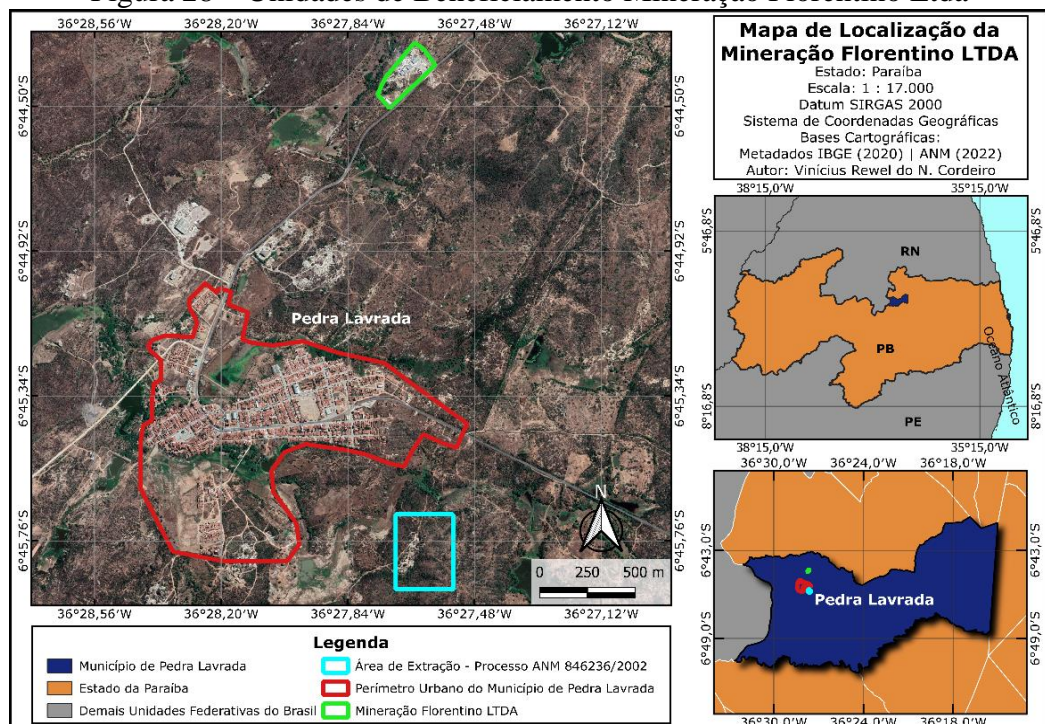 Figura 28 – Unidades de Beneficiamento Mineração Florentino Ltda
36°28,56'W 36°28,20'W 36°27,84'W 36°27,48'W 36°27,12'W
6°44,50'S 6°44,50'S
6°44,92'S 6°44,92'S
Pedra Lavrada
6°45,34'S 6°45,34'S
6°45,76'S 6°45,76'S
N
0 250 500 m
36°28,56'W 36°28,20'W 36°27,84'W 36°27,48'W 36°27,12'W
Legenda
Município de Pedra Lavrada
Estado da Paraíba
Demais Unidades Federativas do Brasil
Área de Extração - Processo ANM 846236/2002
Perímetro Urbano do Município de Pedra Lavrada
Mineração Florentino LTDA
Mapa de Localização da
Mineração Florentino LTDA
Estado: Paraíba
Escala: 1 : 17.000
Datum SIRGAS 2000
Sistema de Coordenadas Geográficas
Bases Cartográficas:
Metadados IBGE (2020) | ANM (2022)
Autor: Vinícius Rewel do N. Cordeiro
38°15,0'W 35°15,0'W
5°46,8'S 5°46,8'S
RN
PB
Oceano Atlântico
8°16,8'S 8°16,8'S
PE
38°15,0'W 35°15,0'W
36°30,0'W 36°24,0'W 36°18,0'W
6°43,0'S 6°43,0'S
Pedra Lavrada
6°49,0'S 6°49,0'S
36°30,0'W 36°24,0'W 36°18,0'W